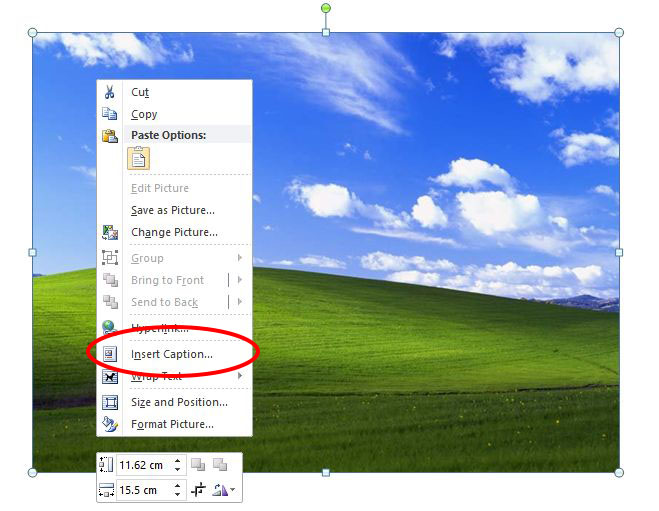 Cut
Copy
Paste Options:
Edit Picture
Save as Picture...
Change Picture...
Group
Bring to Front
Send to Back
Hyperlink...
Insert Caption...
Wrap Text
Size and Position...
Format Picture...
11.62 cm
15.5 cm